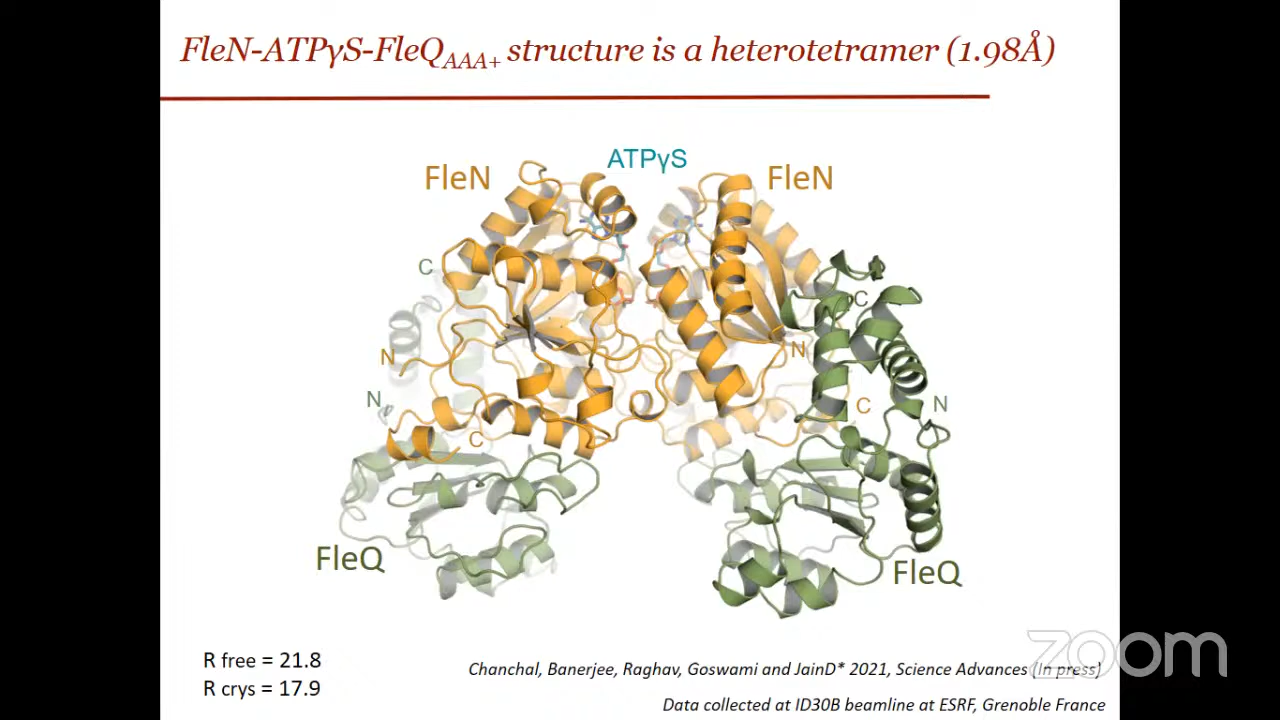 FleN-ATPγS-FleQAAA+ structure is a heterotetramer (1.98Å)
ATPγS
FleN
FleN
C
C
N
N
N
C
N
C
FleQ
FleQ
R free = 21.8
R crys = 17.9
Chanchal, Banerjee, Raghav, Goswami and JainD* 2021, Science Advances (In press)
Data collected at ID30B beamline at ESRF, Grenoble France
zoom